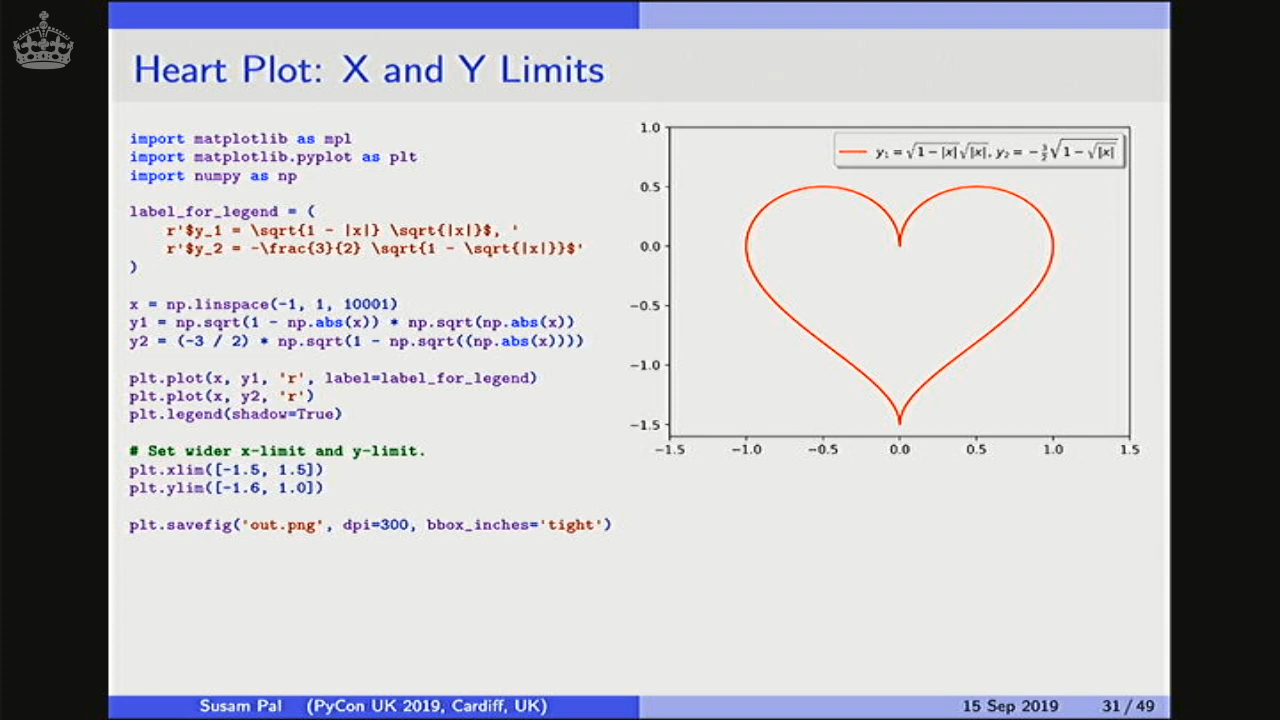 Heart Plot: X and Y Limits
import matplotlib as mpl
import matplotlib.pyplot as plt
import numpy as np
label_for_legend = (
r'$y_1 = \sqrt{1 - |x|} \sqrt{|x|}$, '
r'$y_2 = -\frac{3}{2} \sqrt{1 - \sqrt{|x|}}$'
)
x = np.linspace(-1, 1, 10001)
y1 = np.sqrt(1 - np.abs(x)) * np.sqrt(np.abs(x))
y2 = (-3 / 2) * np.sqrt(1 - np.sqrt((np.abs(x))))
plt.plot(x, y1, 'r', label=label_for_legend)
plt.plot(x, y2, 'r')
plt.legend(shadow=True)
# Set wider x-limit and y-limit.
plt.xlim([-1.5, 1.5])
plt.ylim([-1.6, 1.0])
plt.savefig('out.png', dpi=300, bbox_inches='tight')
y₁ = √1 − |x| √|x|, y₂ = −3/2 √1 − √|x|
1.0
0.5
0.0
−0.5
−1.0
−1.5
−1.5 −1.0 −0.5 0.0 0.5 1.0 1.5
Susam Pal (PyCon UK 2019, Cardiff, UK) 15 Sep 2019 31 / 49